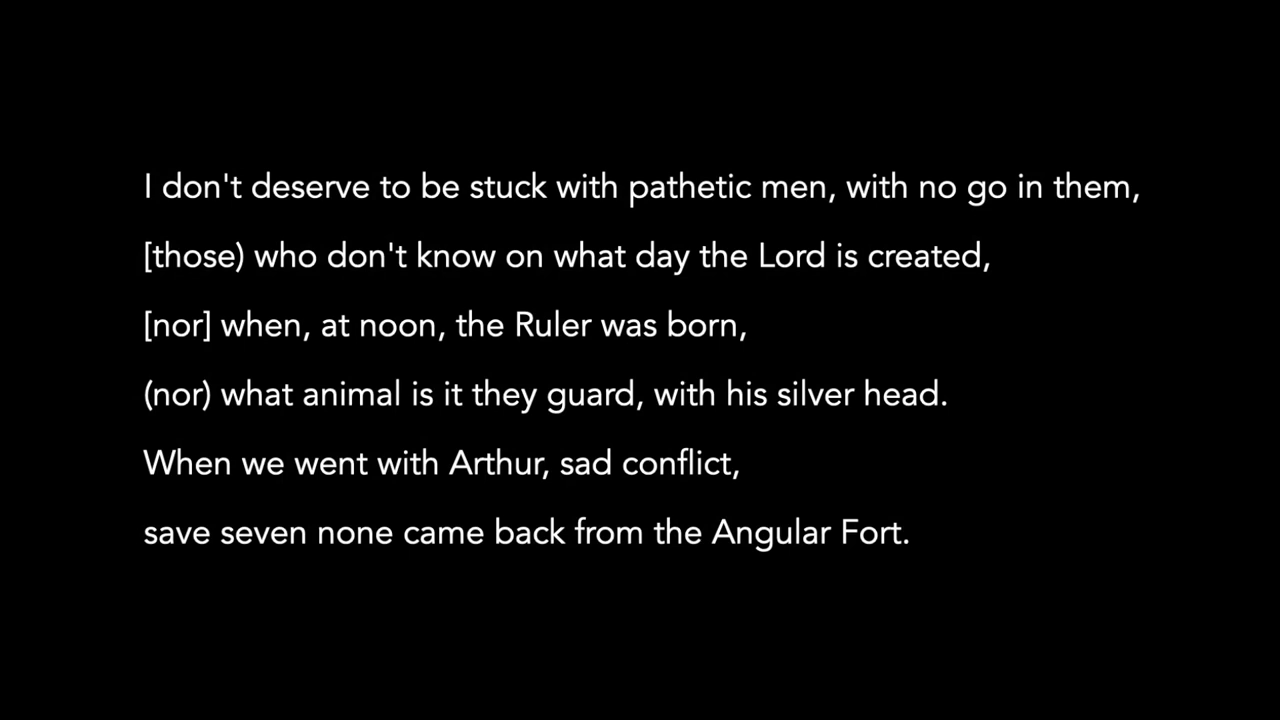 I don't deserve to be stuck with pathetic men, with no go in them,
[those) who don't know on what day the Lord is created,
[nor] when, at noon, the Ruler was born,
(nor) what animal is it they guard, with his silver head.
When we went with Arthur, sad conflict,
save seven none came back from the Angular Fort.